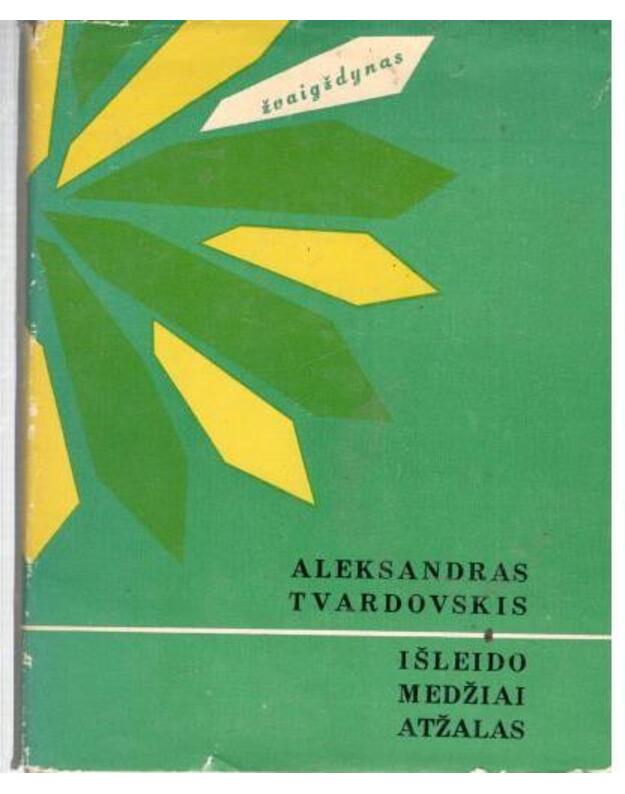 žvaigždynas
ALEKSANDRAS
TVARDOVSKIS
IŠLEIDO
MEDŽIAI
ATŽALAS